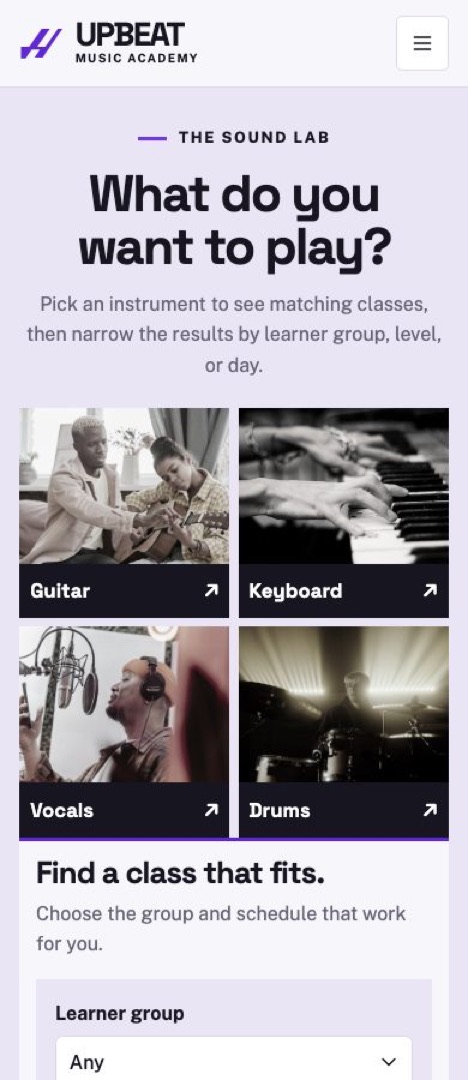 UPBEAT
MUSIC ACADEMY
THE SOUND LAB
What do you
want to play?
Pick an instrument to see matching classes,
then narrow the results by learner group, level,
or day.
Guitar
Keyboard
Vocals
Drums
Find a class that fits.
Choose the group and schedule that work
for you.
Learner group
Any